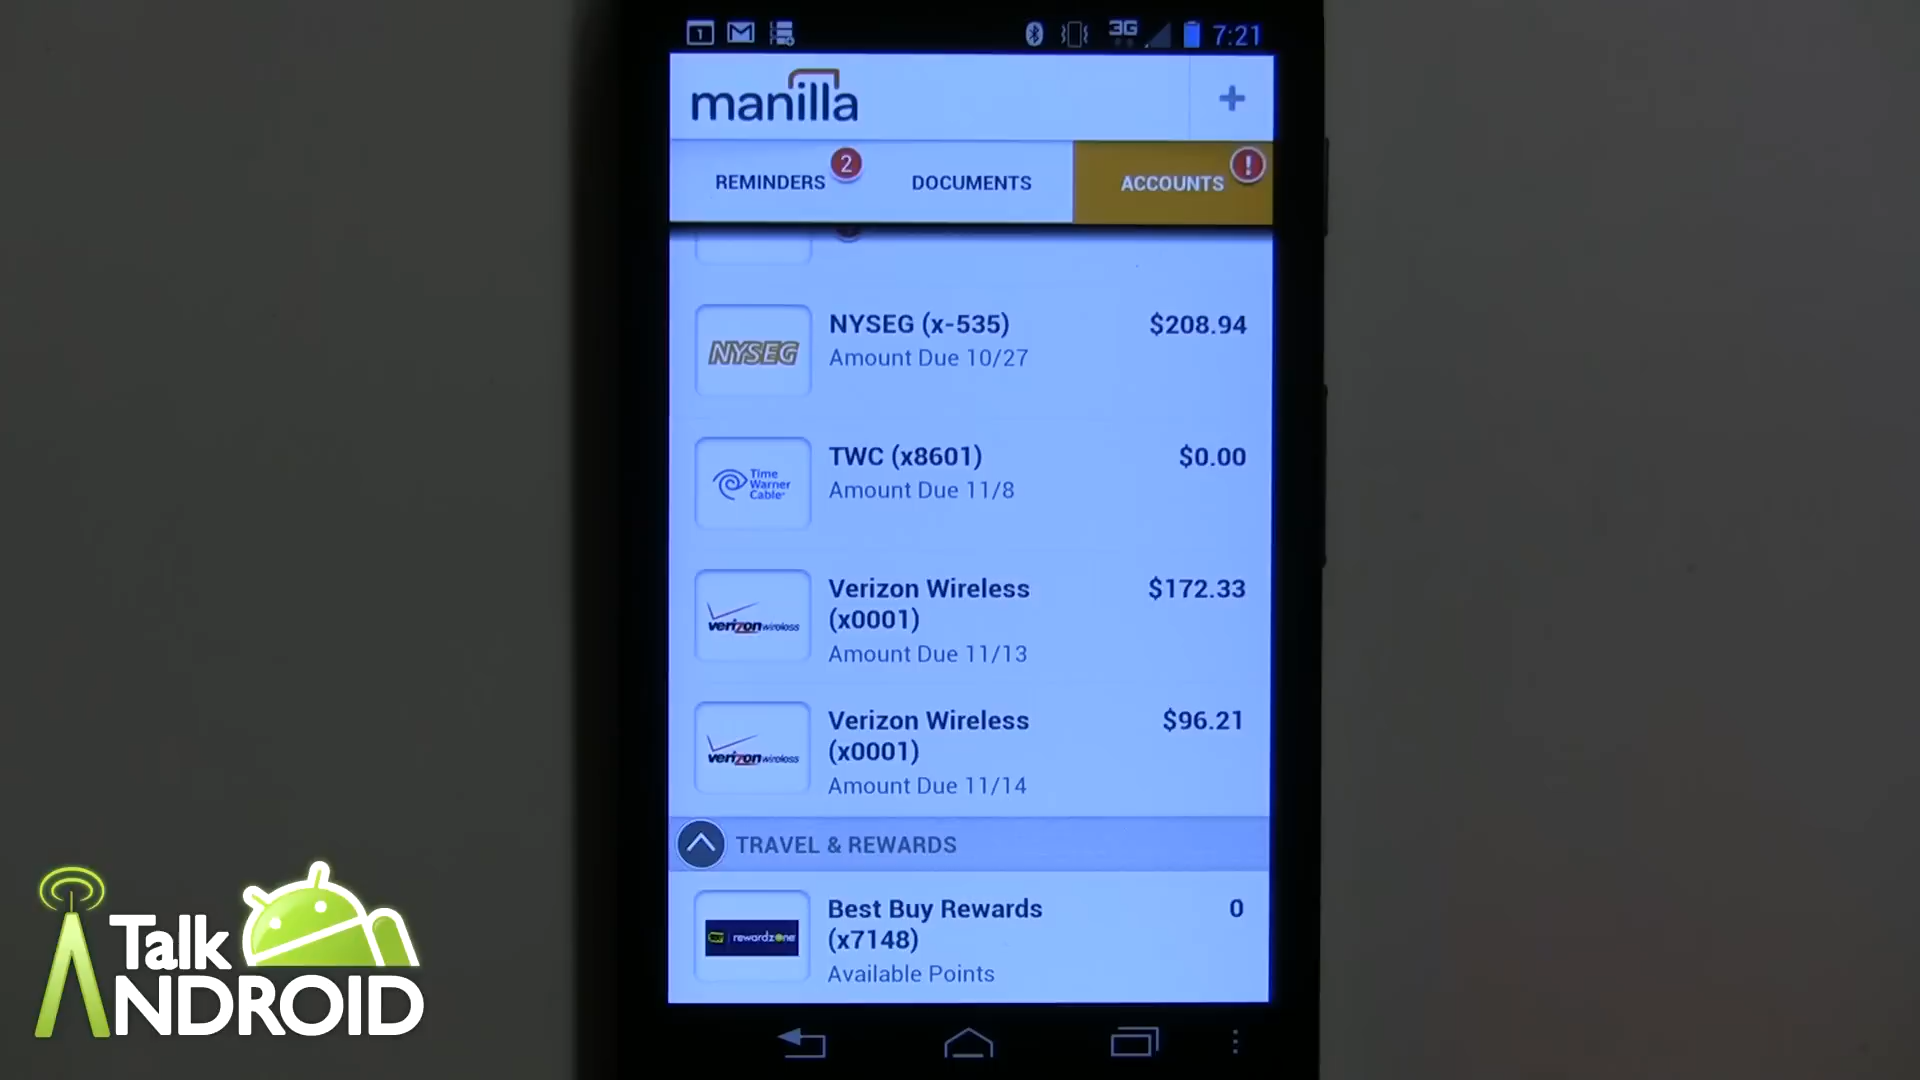 1
3G
7:21
manilla
+
REMINDERS
2
DOCUMENTS
ACCOUNTS
!
NYSEG
NYSEG (x-535)
$208.94
Amount Due 10/27
Time
Warner
Cable
TWC (x8601)
$0.00
Amount Due 11/8
verizon wireless
Verizon Wireless
(x0001)
$172.33
Amount Due 11/13
verizon wireless
Verizon Wireless
(x0001)
$96.21
Amount Due 11/14
TRAVEL & REWARDS
rewardzone
Best Buy Rewards
(x7148)
0
Available Points
Talk
ANDROID